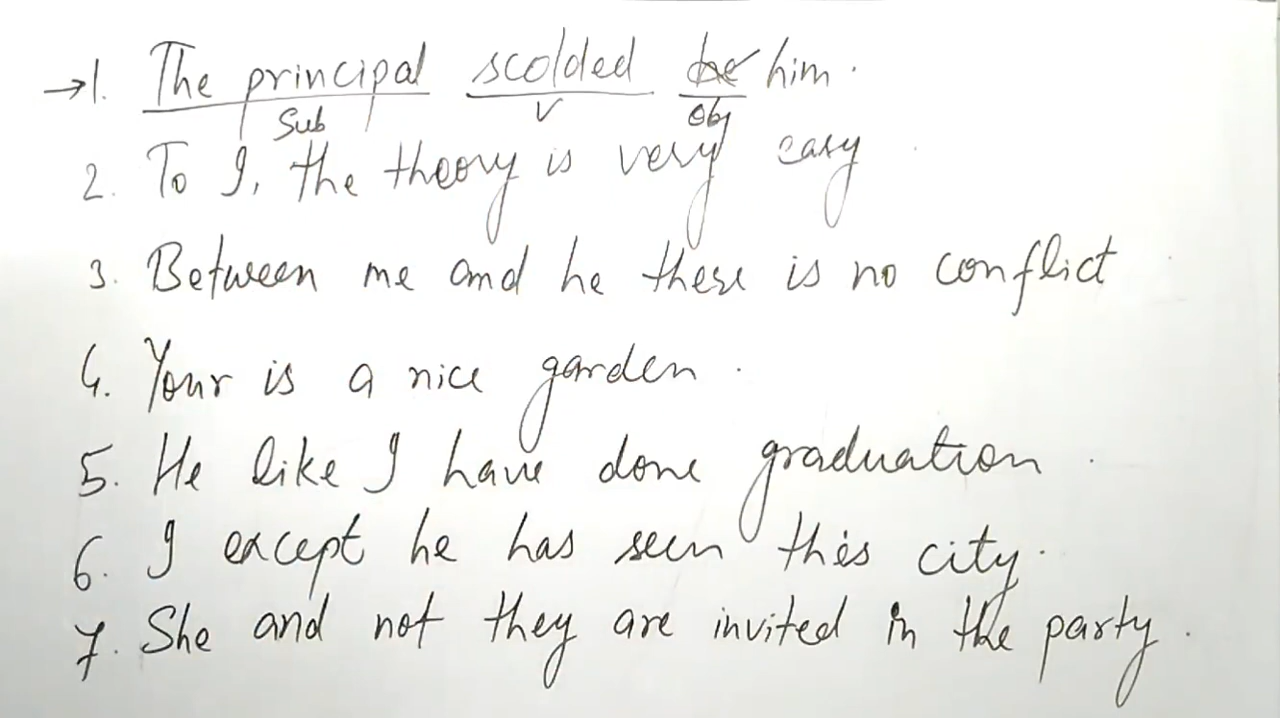 →1. The principal scolded he him.
Sub V Obj
2. To I, the theory is very easy.
3. Between me and he there is no conflict.
4. Your is a nice garden.
5. He like I have done graduation.
6. I except he has seen this city.
7. She and not they are invited in the party.